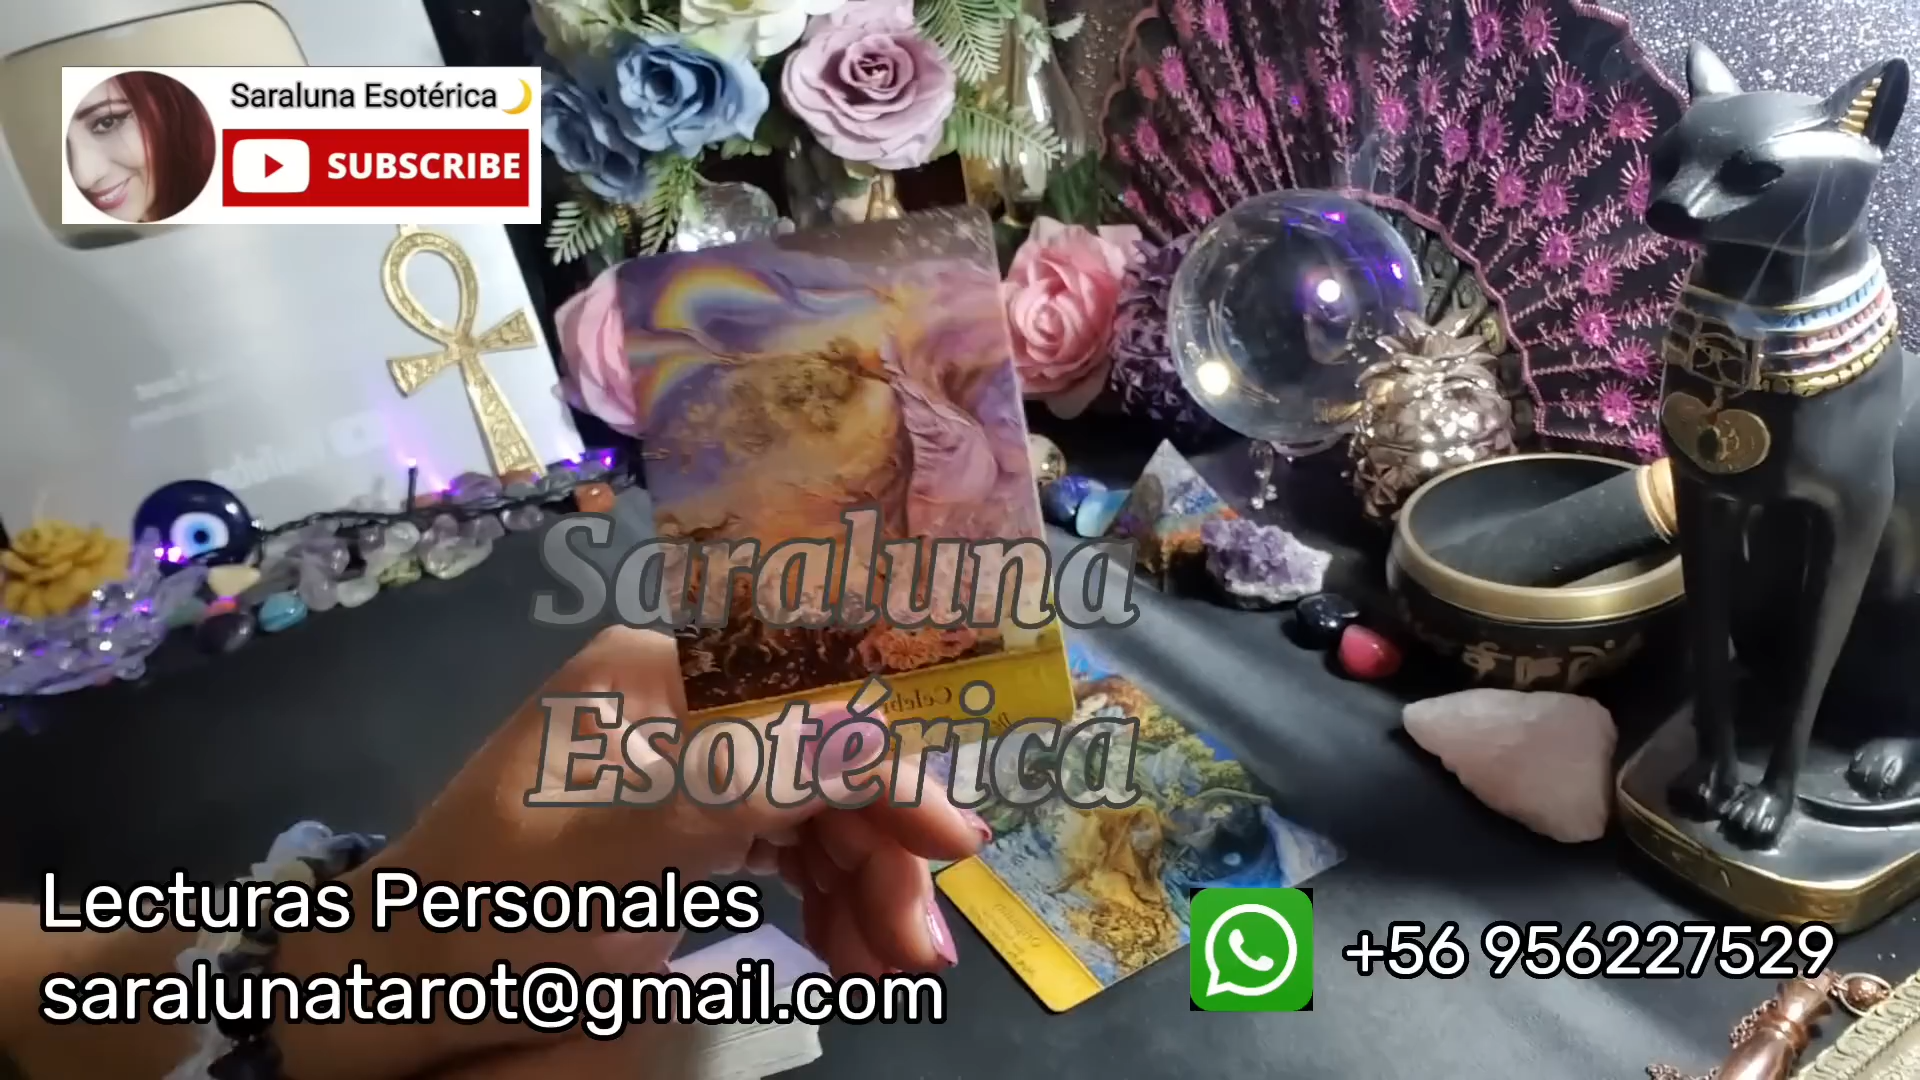 Saraluna Esotérica🌙
SUBSCRIBE
Saraluna
Esotérica
Lecturas Personales
saralunatarot@gmail.com
+56 956227529